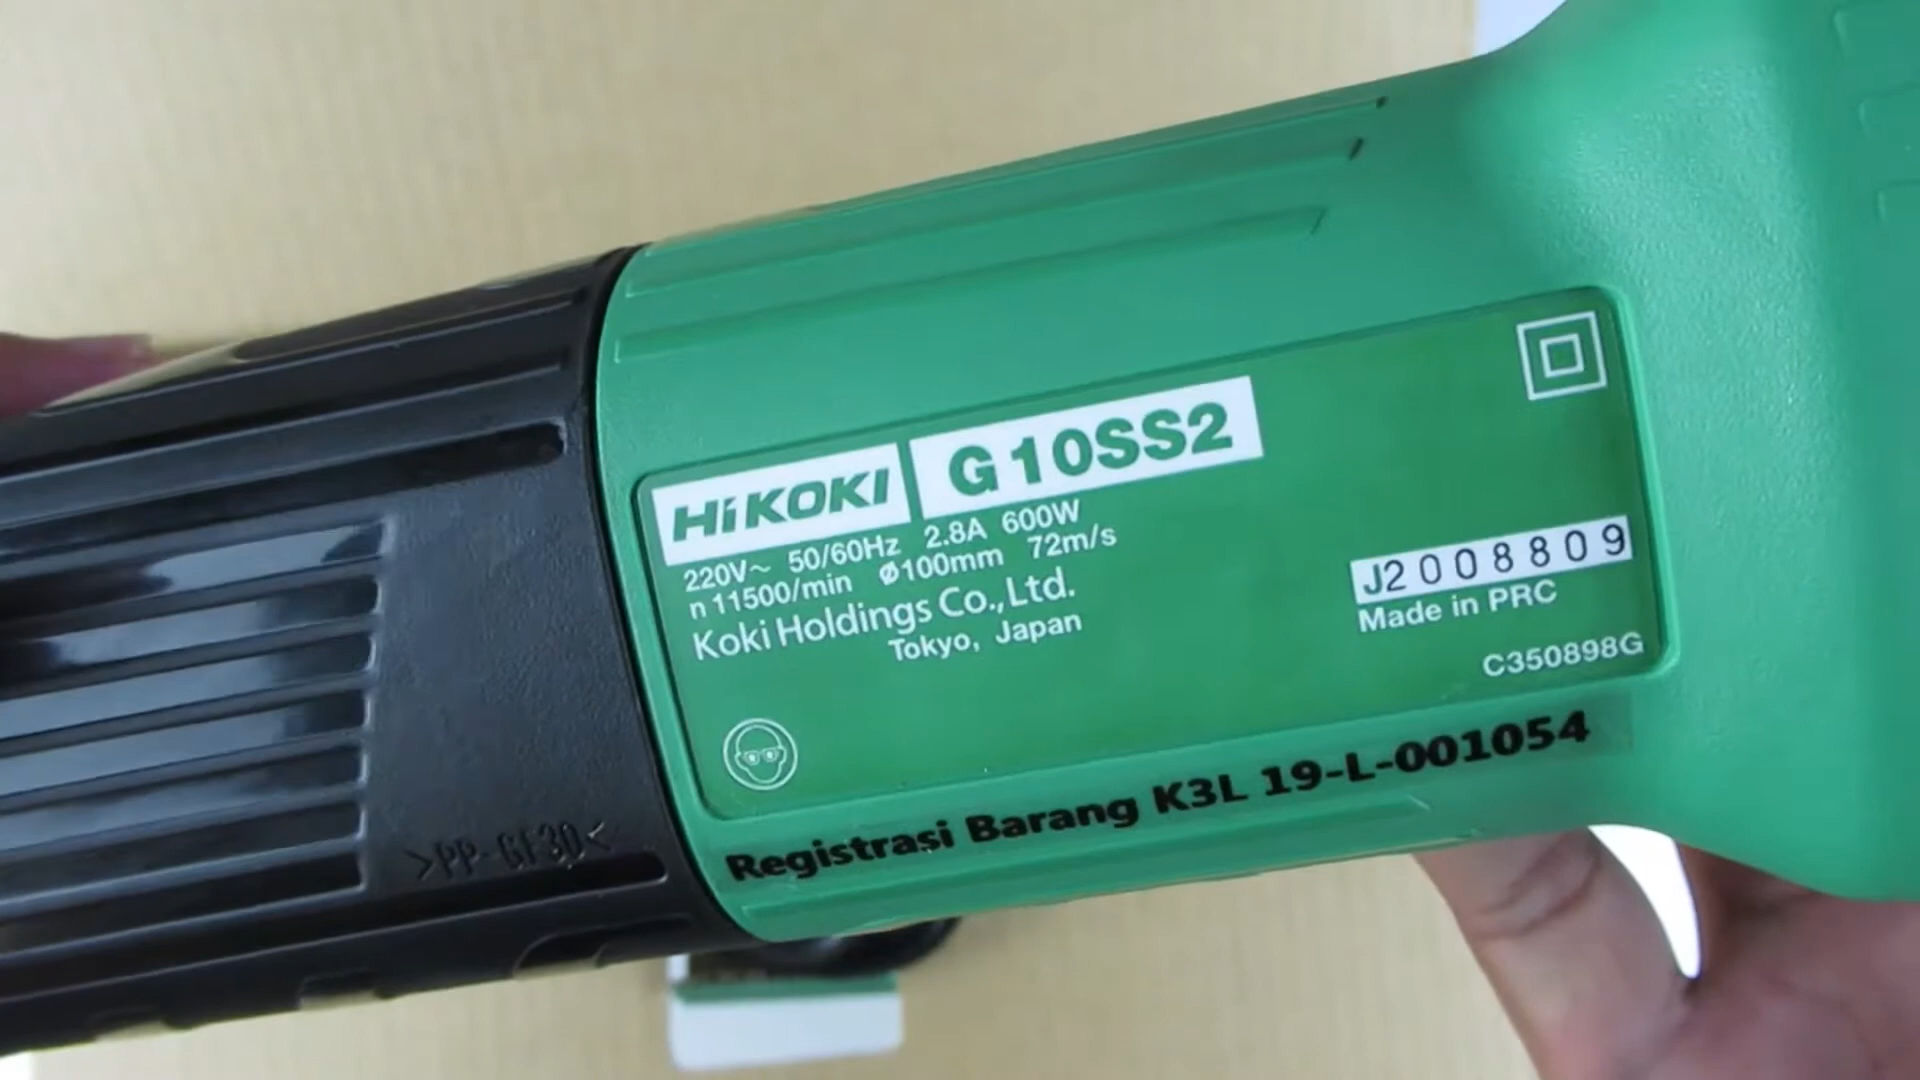 HiKOKI G10SS2
220V～ 50/60Hz 2.8A 600W
n 11500/min Ø100mm 72m/s
Koki Holdings Co.,Ltd.
Tokyo, Japan
J2008809
Made in PRC
C350898G
Registrasi Barang K3L 19-L-001054
>PP-GF30<